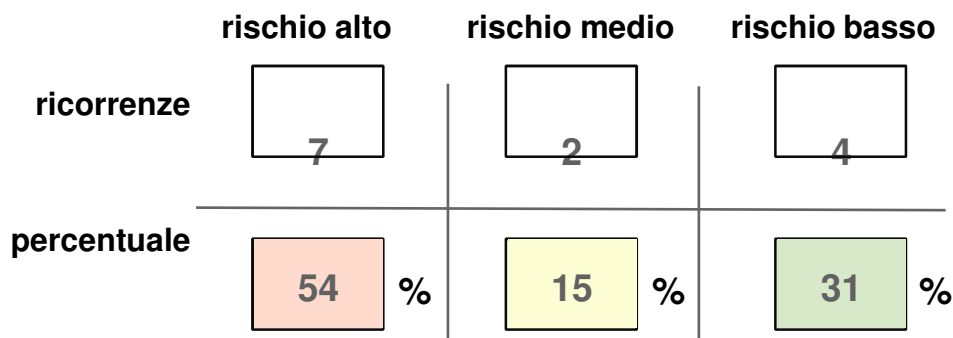 rischio alto rischio medio rischio basso
ricorrenze
7 2 4
percentuale
54 % 15 % 31 %